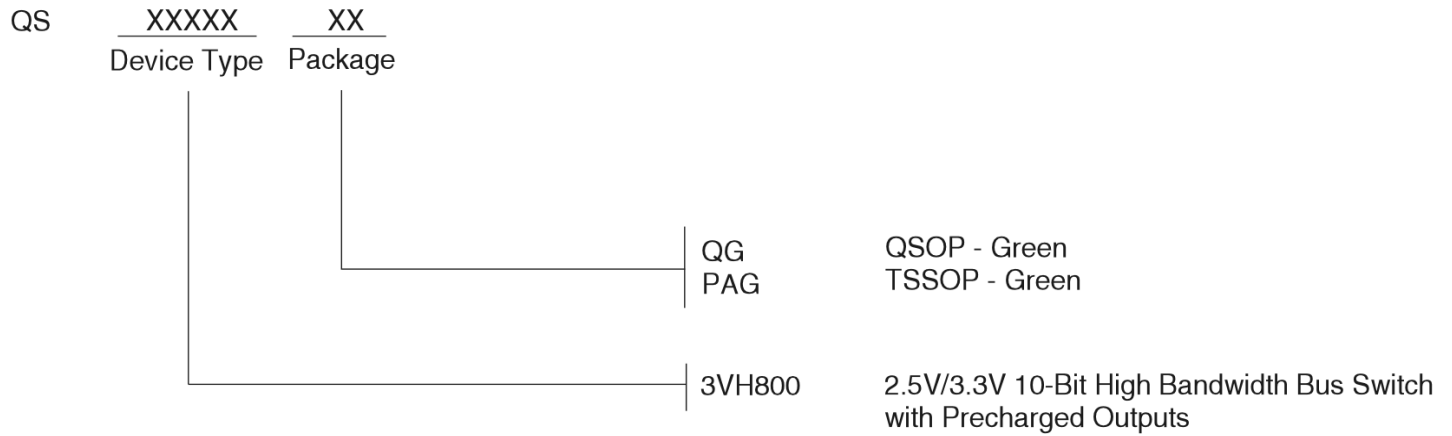 QS XXXXX XX
Device Type Package
QG QSOP - Green
PAG TSSOP - Green
3VH800 2.5V/3.3V 10-Bit High Bandwidth Bus Switch
with Precharged Outputs